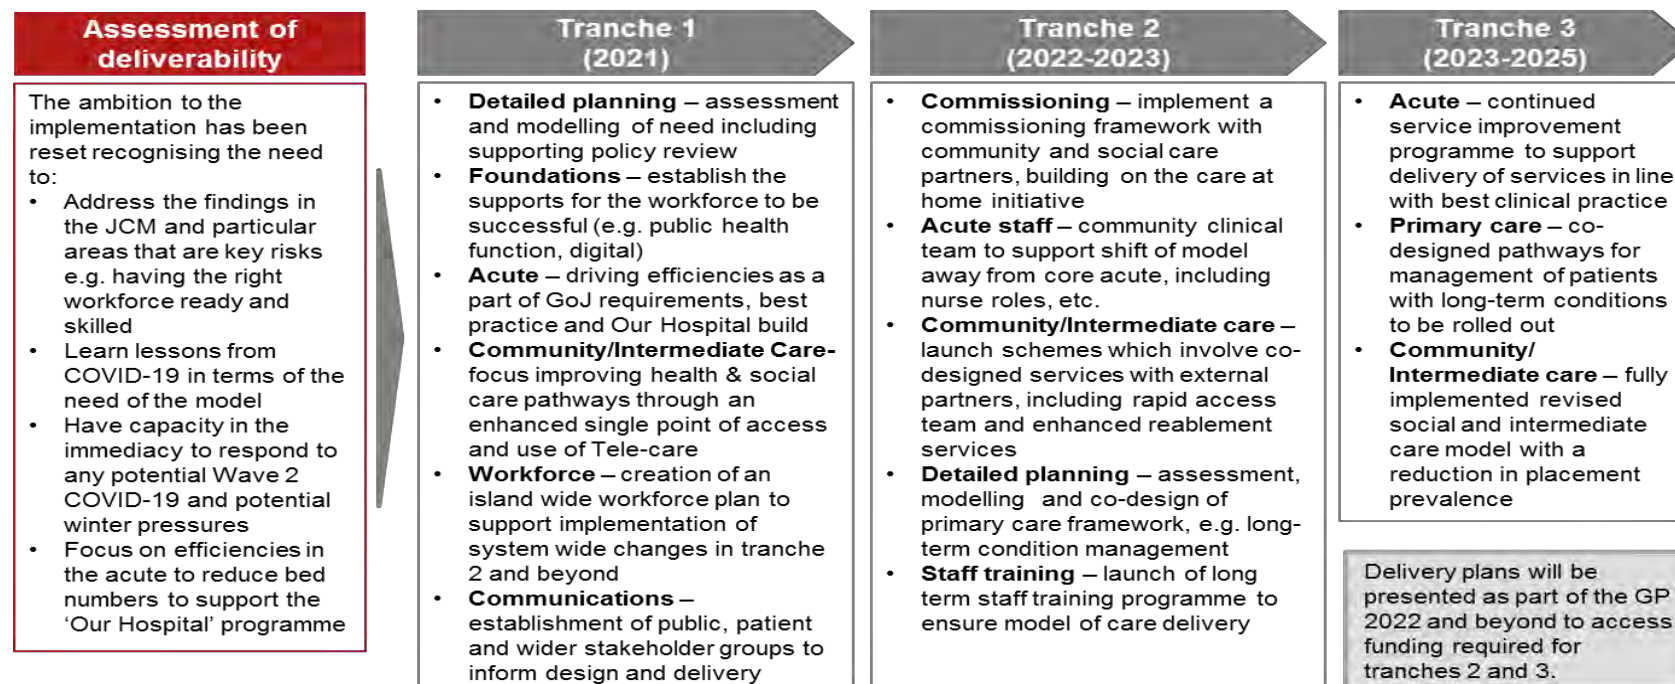 Assessment of
deliverability
The ambition to the
implementation has been
reset recognising the need
to:
• Address the findings in
the JCM and particular
areas that are key risks
e.g. having the right
workforce ready and
skilled
• Learn lessons from
COVID-19 in terms of the
need of the model
• Have capacity in the
immediacy to respond to
any potential Wave 2
COVID-19 and potential
winter pressures
• Focus on efficiencies in
the acute to reduce bed
numbers to support the
‘Our Hospital’ programme
Tranche 1
(2021)
• Detailed planning – assessment
and modelling of need including
supporting policy review
• Foundations – establish the
supports for the workforce to be
successful (e.g. public health
function, digital)
• Acute – driving efficiencies as a
part of GoJ requirements, best
practice and Our Hospital build
• Community/Intermediate Care-
focus improving health & social
care pathways through an
enhanced single point of access
and use of Tele-care
• Workforce – creation of an
island wide workforce plan to
support implementation of
system wide changes in tranche
2 and beyond
• Communications –
establishment of public, patient
and wider stakeholder groups to
inform design and delivery
Tranche 2
(2022-2023)
• Commissioning – implement a
commissioning framework with
community and social care
partners, building on the care at
home initiative
• Acute staff – community clinical
team to support shift of model
away from core acute, including
nurse roles, etc.
• Community/Intermediate care –
launch schemes which involve co-
designed services with external
partners, including rapid access
team and enhanced reablement
services
• Detailed planning – assessment,
modelling and co-design of
primary care framework, e.g. long-
term condition management
• Staff training – launch of long
term staff training programme to
ensure model of care delivery
Tranche 3
(2023-2025)
• Acute – continued
service improvement
programme to support
delivery of services in line
with best clinical practice
• Primary care – co-
designed pathways for
management of patients
with long-term conditions
to be rolled out
• Community/
Intermediate care – fully
implemented revised
social and intermediate
care model with a
reduction in placement
prevalence
Delivery plans will be
presented as part of the GP
2022 and beyond to access
funding required for
tranches 2 and 3.